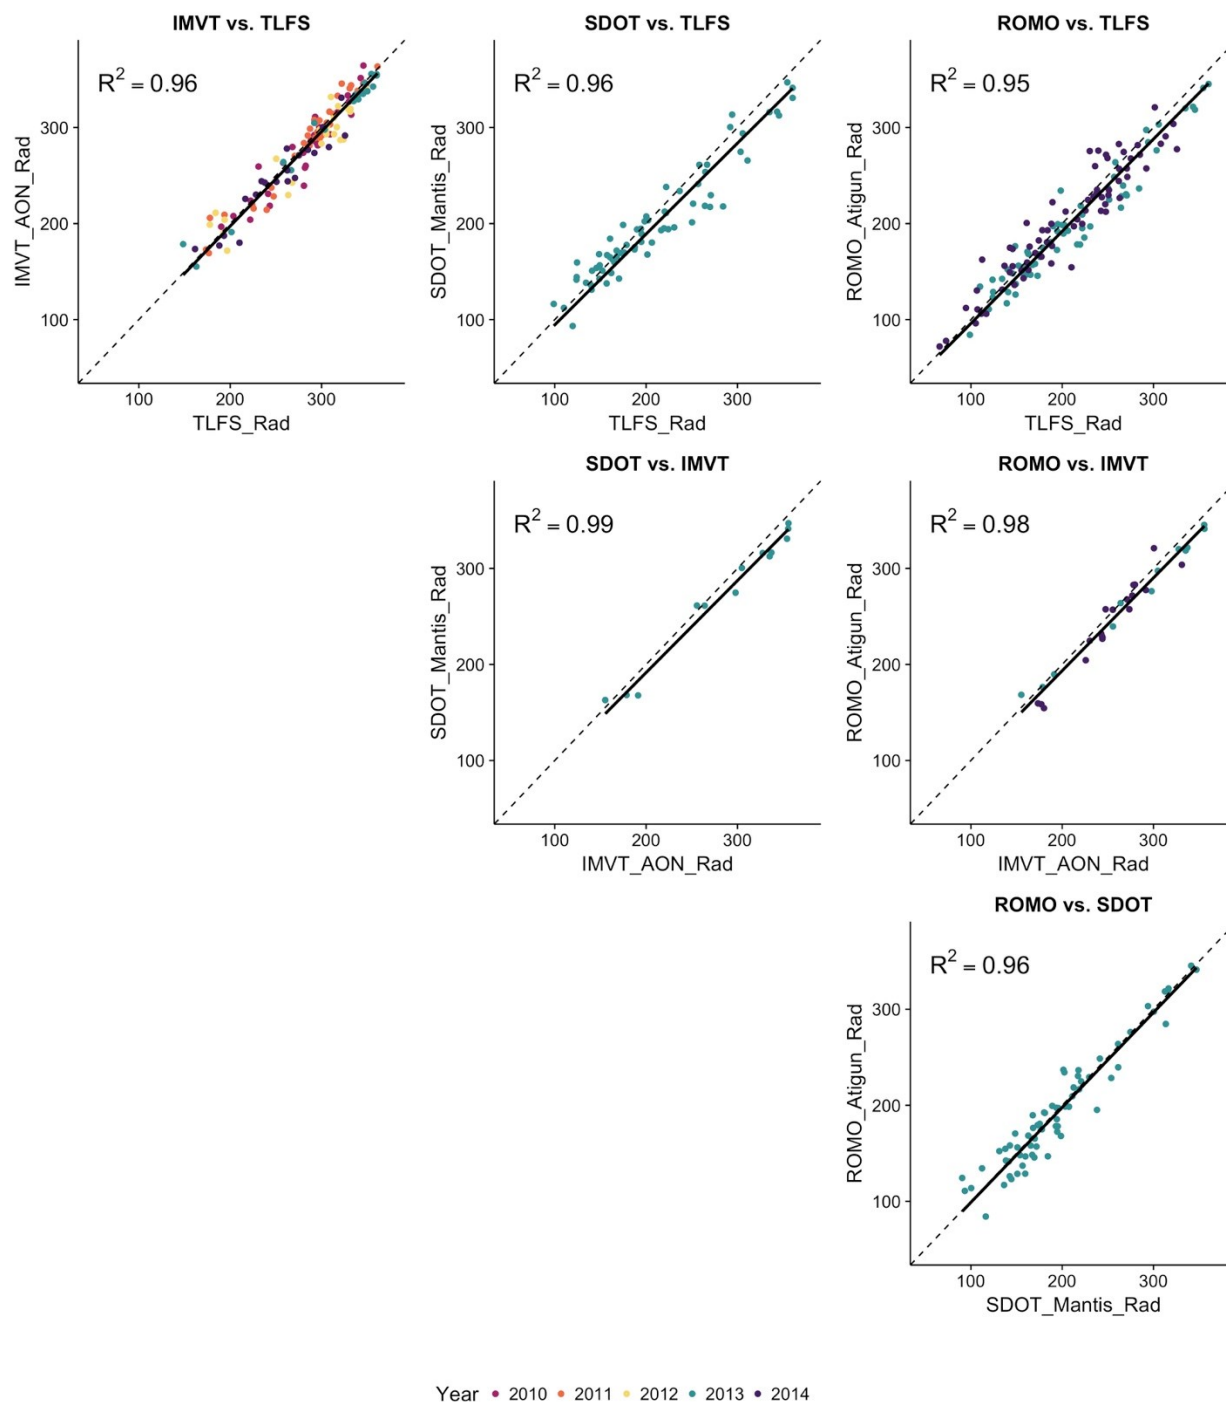 IMVT vs. TLFS
R² = 0.96
IMVT_AON_Rad
300
200
100
100 200 300
TLFS_Rad
SDOT vs. TLFS
R² = 0.96
SDOT_Mantis_Rad
300
200
100
100 200 300
TLFS_Rad
ROMO vs. TLFS
R² = 0.95
ROMO_Atigun_Rad
300
200
100
100 200 300
TLFS_Rad
SDOT vs. IMVT
R² = 0.99
SDOT_Mantis_Rad
300
200
100
100 200 300
IMVT_AON_Rad
ROMO vs. IMVT
R² = 0.98
ROMO_Atigun_Rad
300
200
100
100 200 300
IMVT_AON_Rad
ROMO vs. SDOT
R² = 0.96
ROMO_Atigun_Rad
300
200
100
100 200 300
SDOT_Mantis_Rad
Year 2010 2011 2012 2013 2014